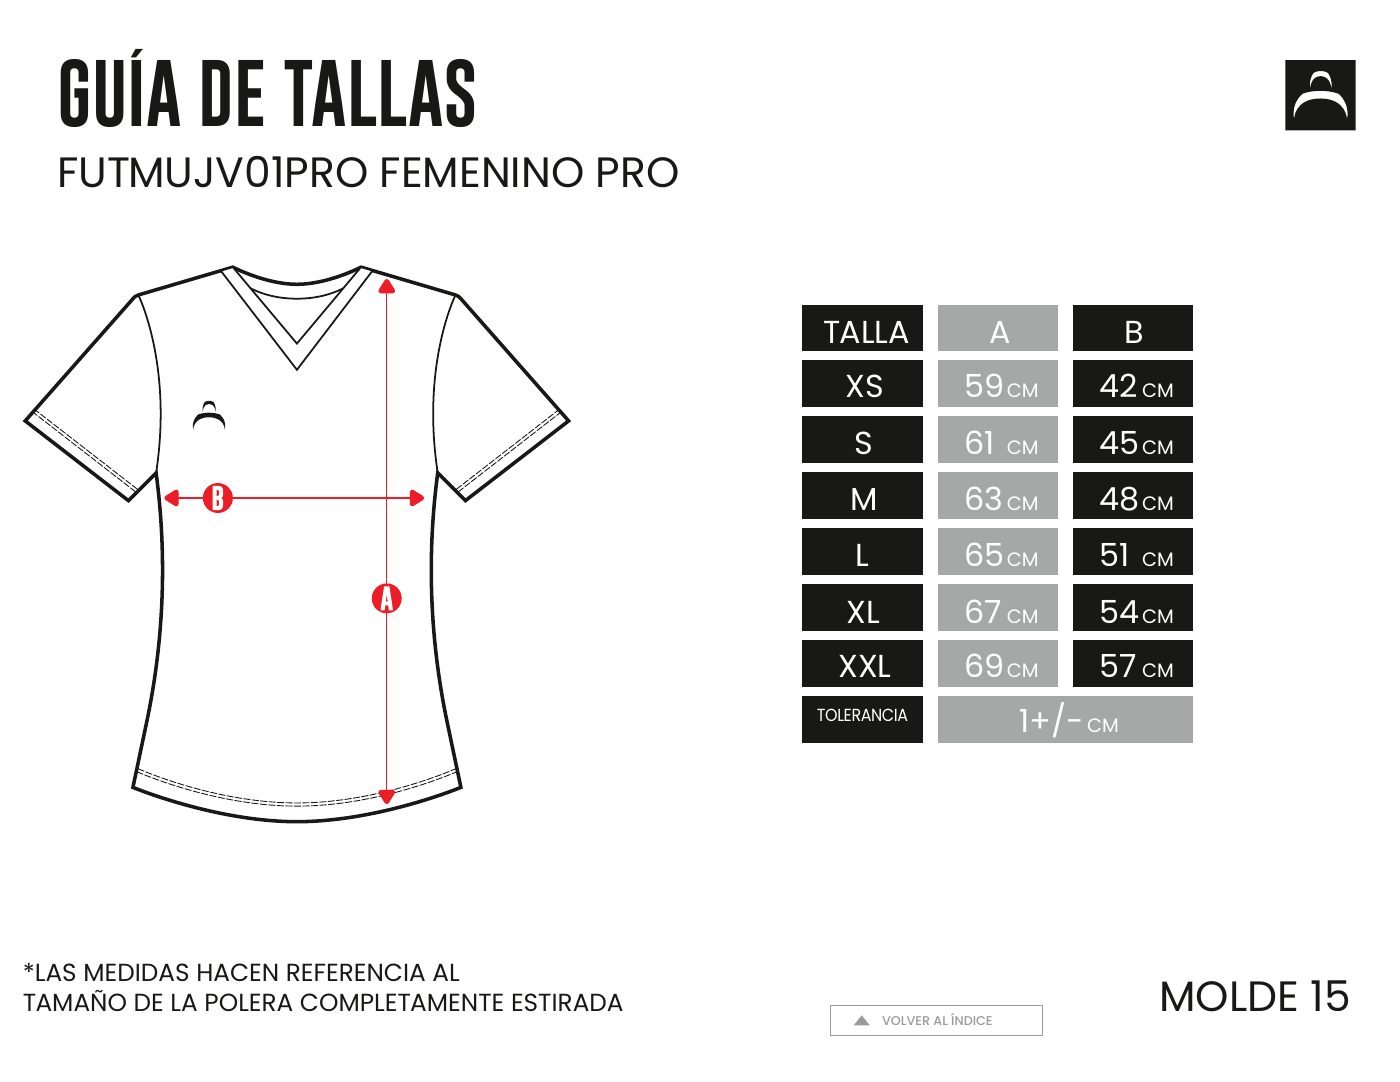 GUÍA DE TALLAS
FUTMUJV01PRO FEMENINO PRO
B
A
TALLA A B
XS 59 CM 42 CM
S 61 CM 45 CM
M 63 CM 48 CM
L 65 CM 51 CM
XL 67 CM 54 CM
XXL 69 CM 57 CM
TOLERANCIA 1+/- CM
*LAS MEDIDAS HACEN REFERENCIA AL
TAMAÑO DE LA POLERA COMPLETAMENTE ESTIRADA
VOLVER AL ÍNDICE
MOLDE 15